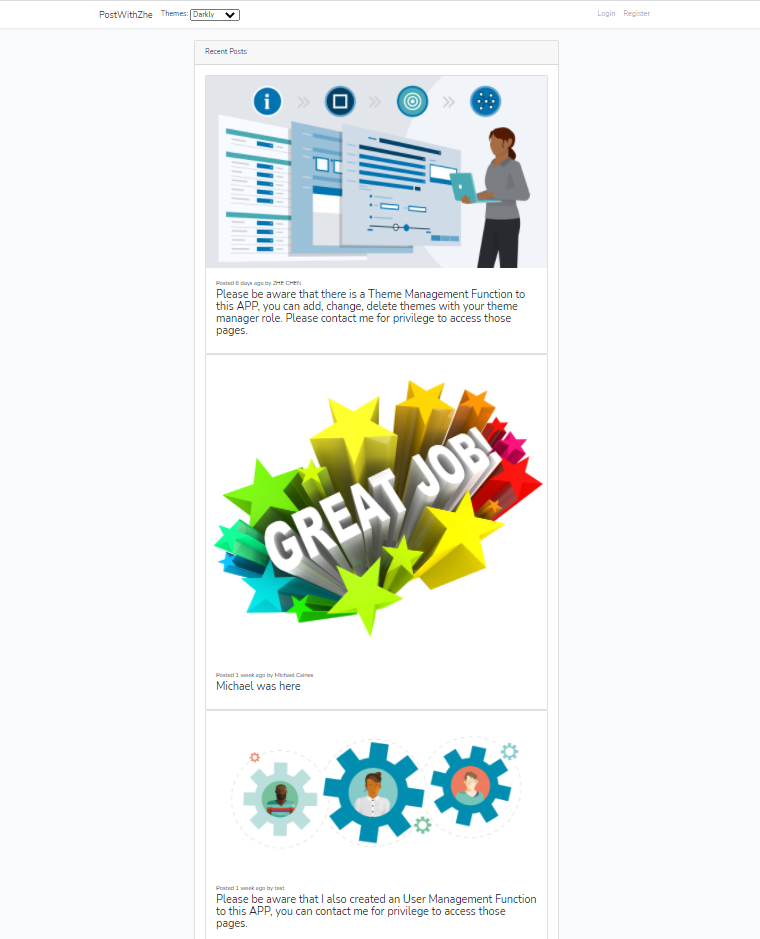 PostWithZhe Themes: Darkly Login Register
Recent Posts
Posted 6 days ago by ZHE CHEN
Please be aware that there is a Theme Management Function to
this APP, you can add, change, delete themes with your theme
manager role. Please contact me for privilege to access those
pages.
GREAT JOB!
Posted 1 week ago by Michael Caines
Michael was here
Posted 1 week ago by test
Please be aware that I also created an User Management Function
to this APP, you can contact me for privilege to access those
pages.